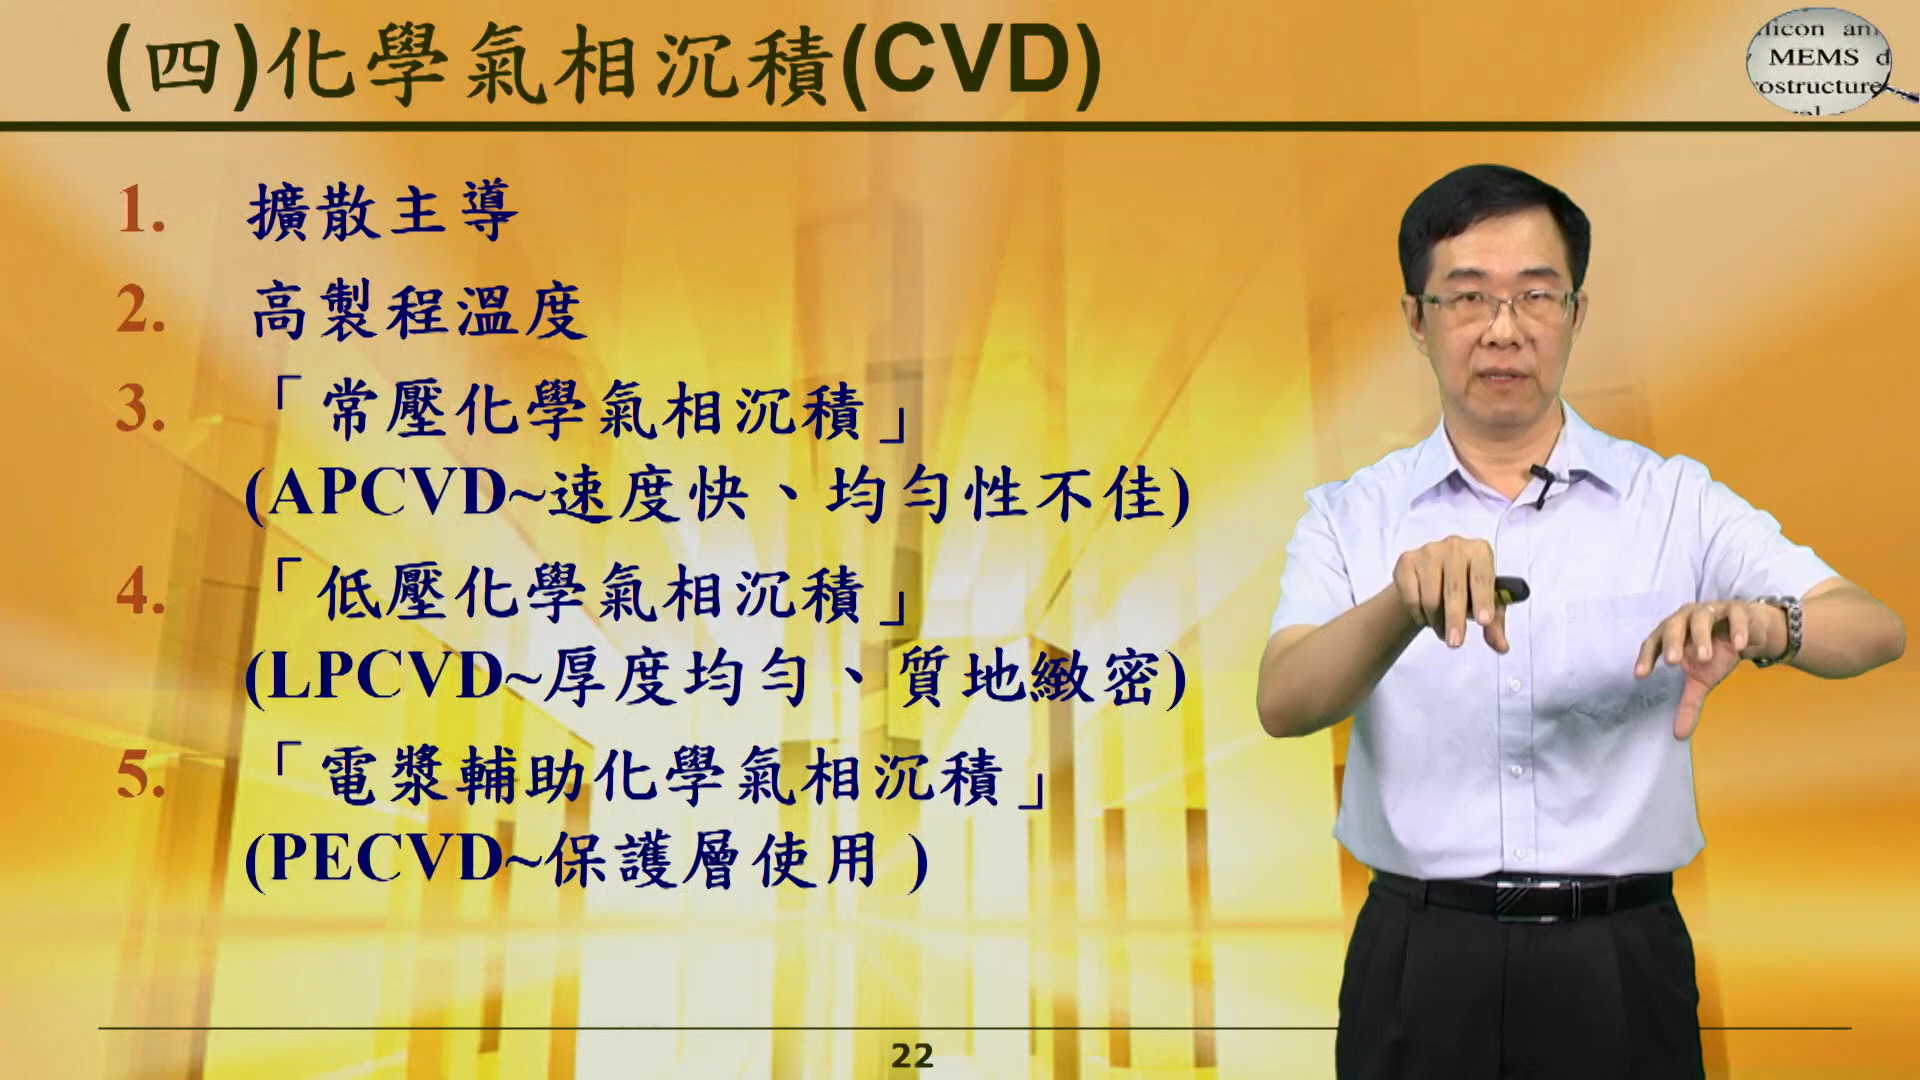 (四)化學氣相沉積(CVD)
licon an
MEMS d
ostructure
1. 擴散主導
2. 高製程溫度
3. 「常壓化學氣相沉積」
(APCVD~速度快、均勻性不佳)
4. 「低壓化學氣相沉積」
(LPCVD~厚度均勻、質地緻密)
5. 「電漿輔助化學氣相沉積」
(PECVD~保護層使用 )
22